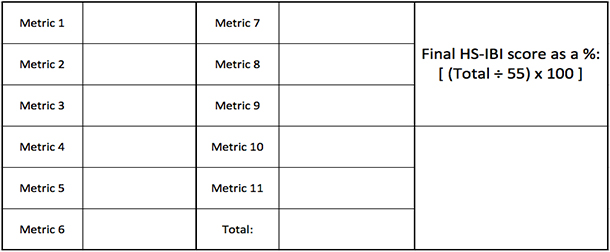 Metric 1
Metric 7
Final HS-IBI score as a %:
[ (Total ÷ 55) x 100 ]
Metric 2
Metric 8
Metric 3
Metric 9
Metric 4
Metric 10
Metric 5
Metric 11
Metric 6
Total: